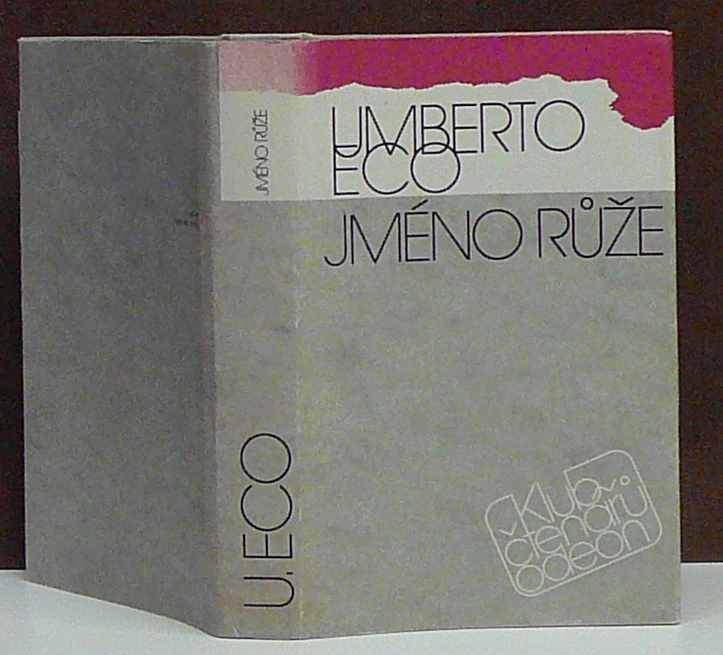 JMÉNO RŮŽE
U. ECO
UMBERTO
ECO
JMÉNO RŮŽE
Klub
čtenářů
odeon